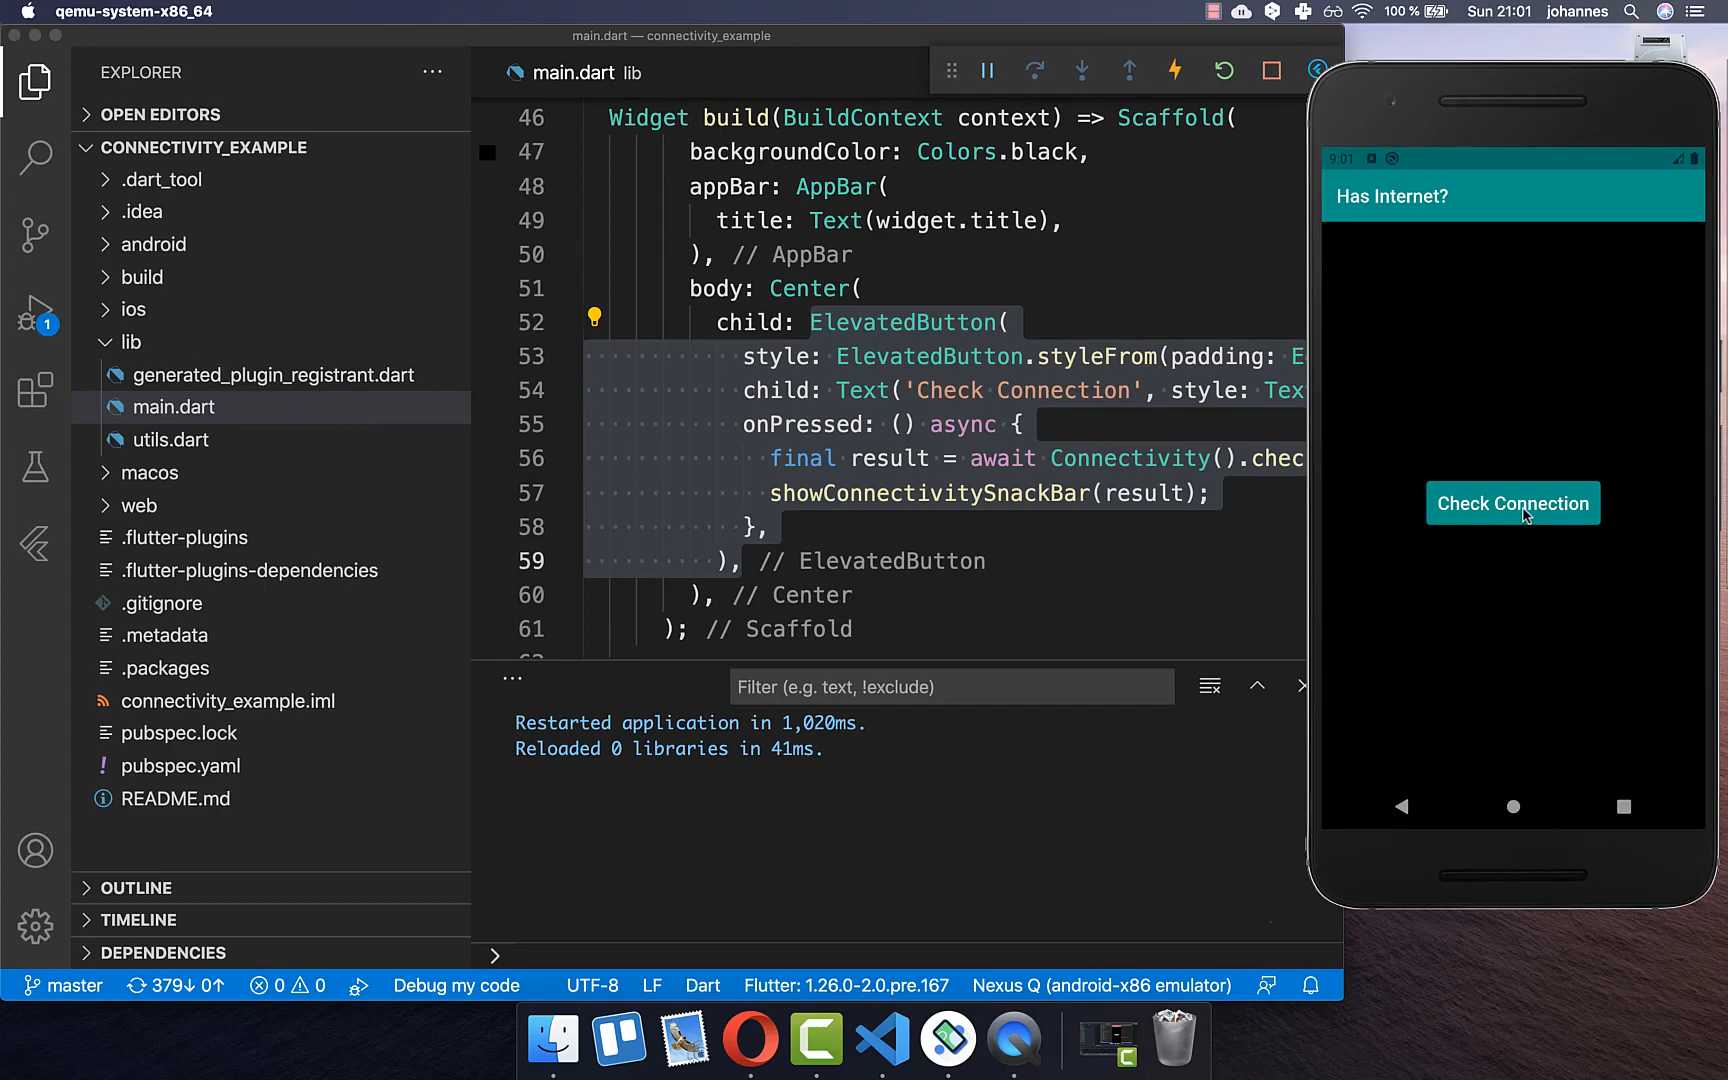 qemu-system-x86_64
100 %
Sun 21:01
johannes
main.dart — connectivity_example
EXPLORER
OPEN EDITORS
CONNECTIVITY_EXAMPLE
.dart_tool
.idea
android
build
ios
lib
generated_plugin_registrant.dart
main.dart
utils.dart
macos
web
.flutter-plugins
.flutter-plugins-dependencies
.gitignore
.metadata
.packages
connectivity_example.iml
pubspec.lock
pubspec.yaml
README.md
OUTLINE
TIMELINE
DEPENDENCIES
1
main.dart lib
46 Widget build(BuildContext context) => Scaffold(
47 backgroundColor: Colors.black,
48 appBar: AppBar(
49 title: Text(widget.title),
50 ), // AppBar
51 body: Center(
52 child: ElevatedButton(
53 style: ElevatedButton.styleFrom(padding: E
54 child: Text('Check Connection', style: Tex
55 onPressed: () async {
56 final result = await Connectivity().chec
57 showConnectivitySnackBar(result);
58 },
59 ), // ElevatedButton
60 ), // Center
61 ); // Scaffold
Filter (e.g. text, !exclude)
Restarted application in 1,020ms.
Reloaded 0 libraries in 41ms.
master 379↓ 0↑ 0 0 Debug my code UTF-8 LF Dart Flutter: 1.26.0-2.0.pre.167 Nexus Q (android-x86 emulator)
9:01
Has Internet?
Check Connection